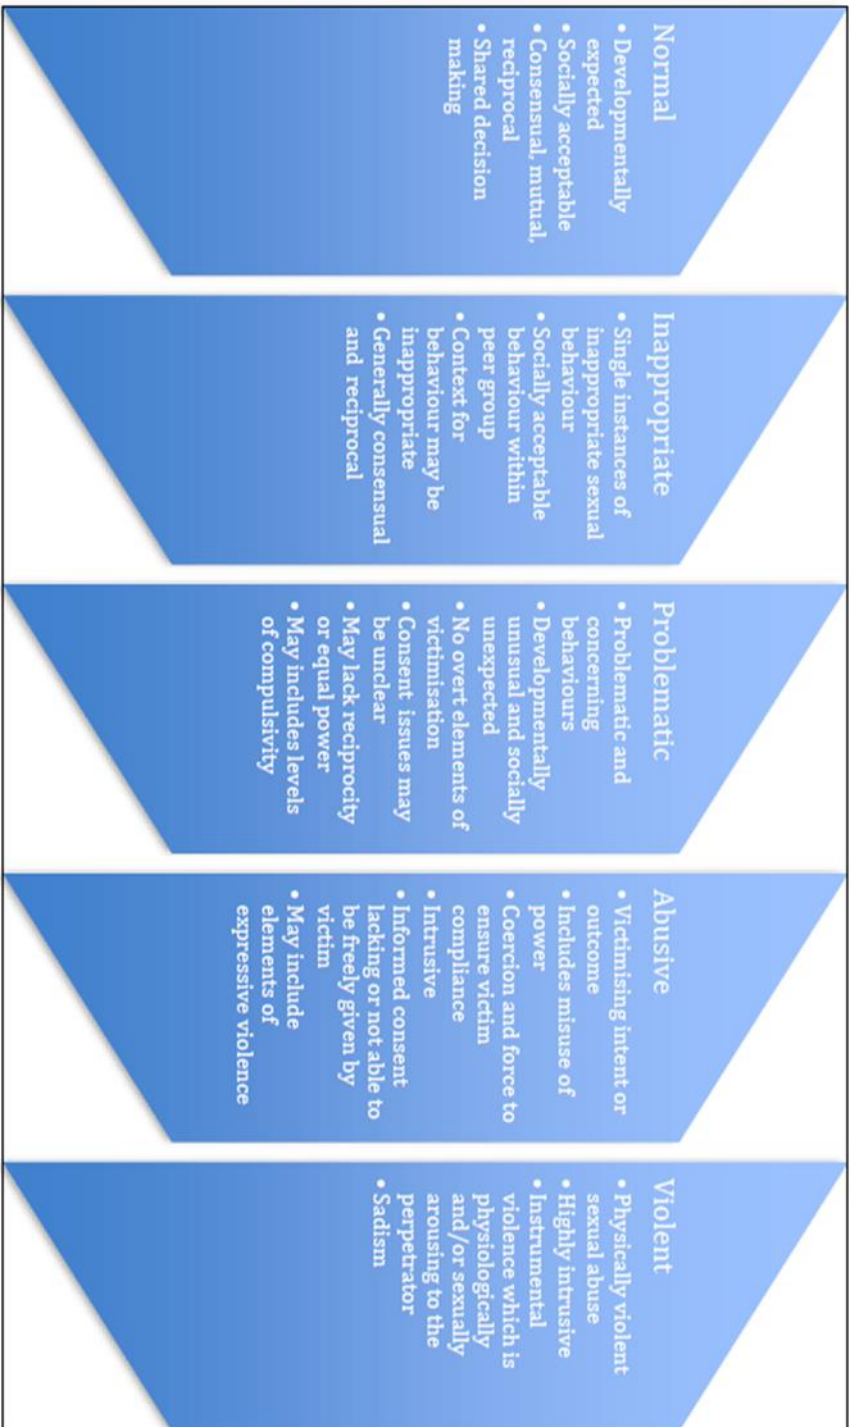 Normal
• Developmentally
expected
• Socially acceptable
• Consensual, mutual,
reciprocal
• Shared decision
making
Inappropriate
• Single instances of
inappropriate sexual
behaviour
• Socially acceptable
behaviour within
peer group
• Context for
behaviour may be
inappropriate
• Generally consensual
and reciprocal
Problematic
• Problematic and
concerning
behaviours
• Developmentally
unusual and socially
unexpected
• No overt elements of
victimisation
• Consent issues may
be unclear
• May lack reciprocity
or equal power
• May includes levels
of compulsivity
Abusive
• Victimising intent or
outcome
• Includes misuse of
power
• Coercion and force to
ensure victim
compliance
• Intrusive
• Informed consent
lacking or not able to
be freely given by
victim
• May include
elements of
expressive violence
Violent
• Physically violent
sexual abuse
• Highly intrusive
• Instrumental
violence which is
physiologically
and/or sexually
arousing to the
perpetrator
• Sadism